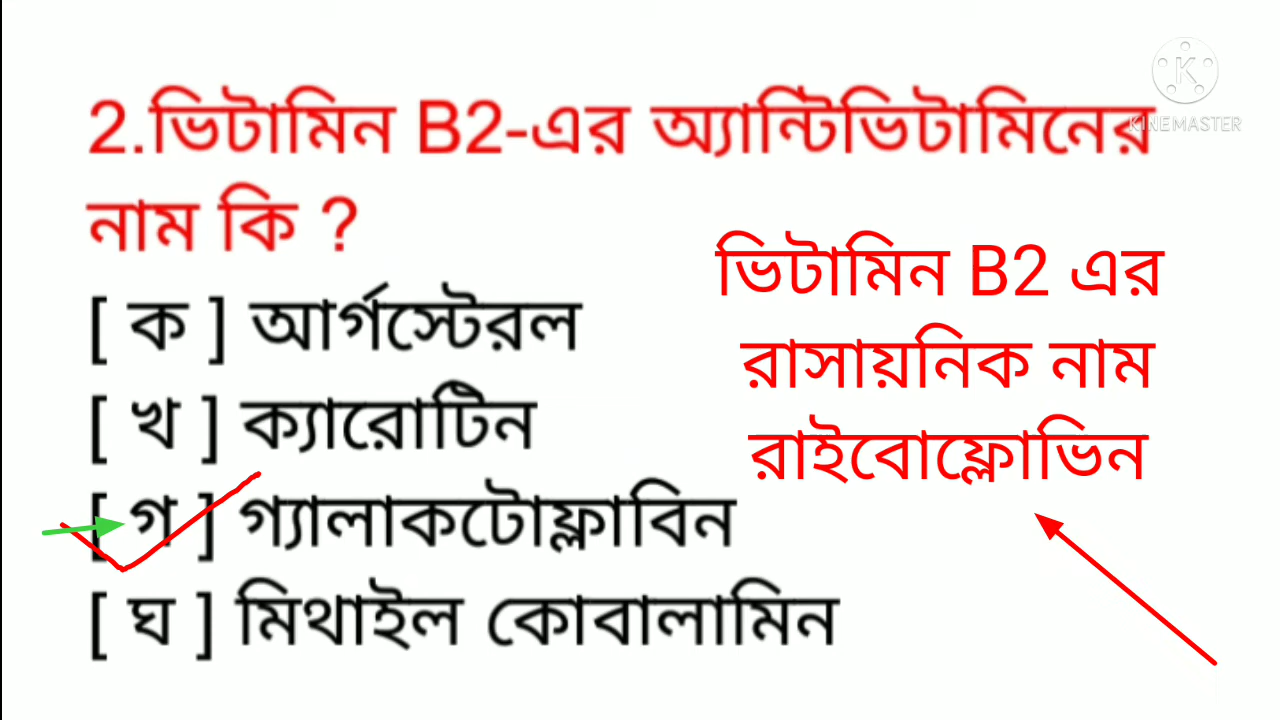 2.ভিটামিন B2-এর অ্যান্টিভিটামিনের
নাম কি ?
[ ক ] আর্গস্টেরল
[ খ ] ক্যারোটিন
[ গ ] গ্যালাকটোফ্লাবিন
[ ঘ ] মিথাইল কোবালামিন
ভিটামিন B2 এর
রাসায়নিক নাম
রাইবোফ্লোভিন
K
KINEMASTER